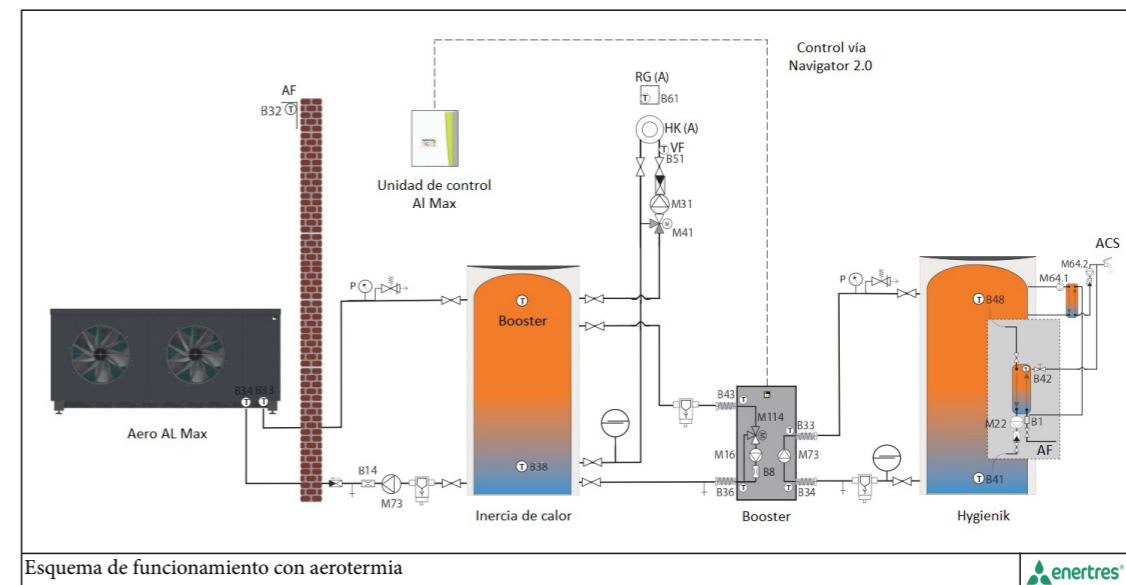 Control vía
Navigator 2.0
RG (A)
T B61
AF
B32 T
HK (A)
T VF
B51
Unidad de control
Al Max
M31
M
M41
ACS
M64.2
M64.1
P
P
T
Booster
T B48
B34 B33
T T
Aero AL Max
B42
T
B43
T
M114
B33
T
M22
B1
AF
T B38
B14
M73
M16
M73
B8
B36
T
T
B34
T B41
Inercia de calor
Booster
Hygienik
Esquema de funcionamiento con aerotermia
enertres®